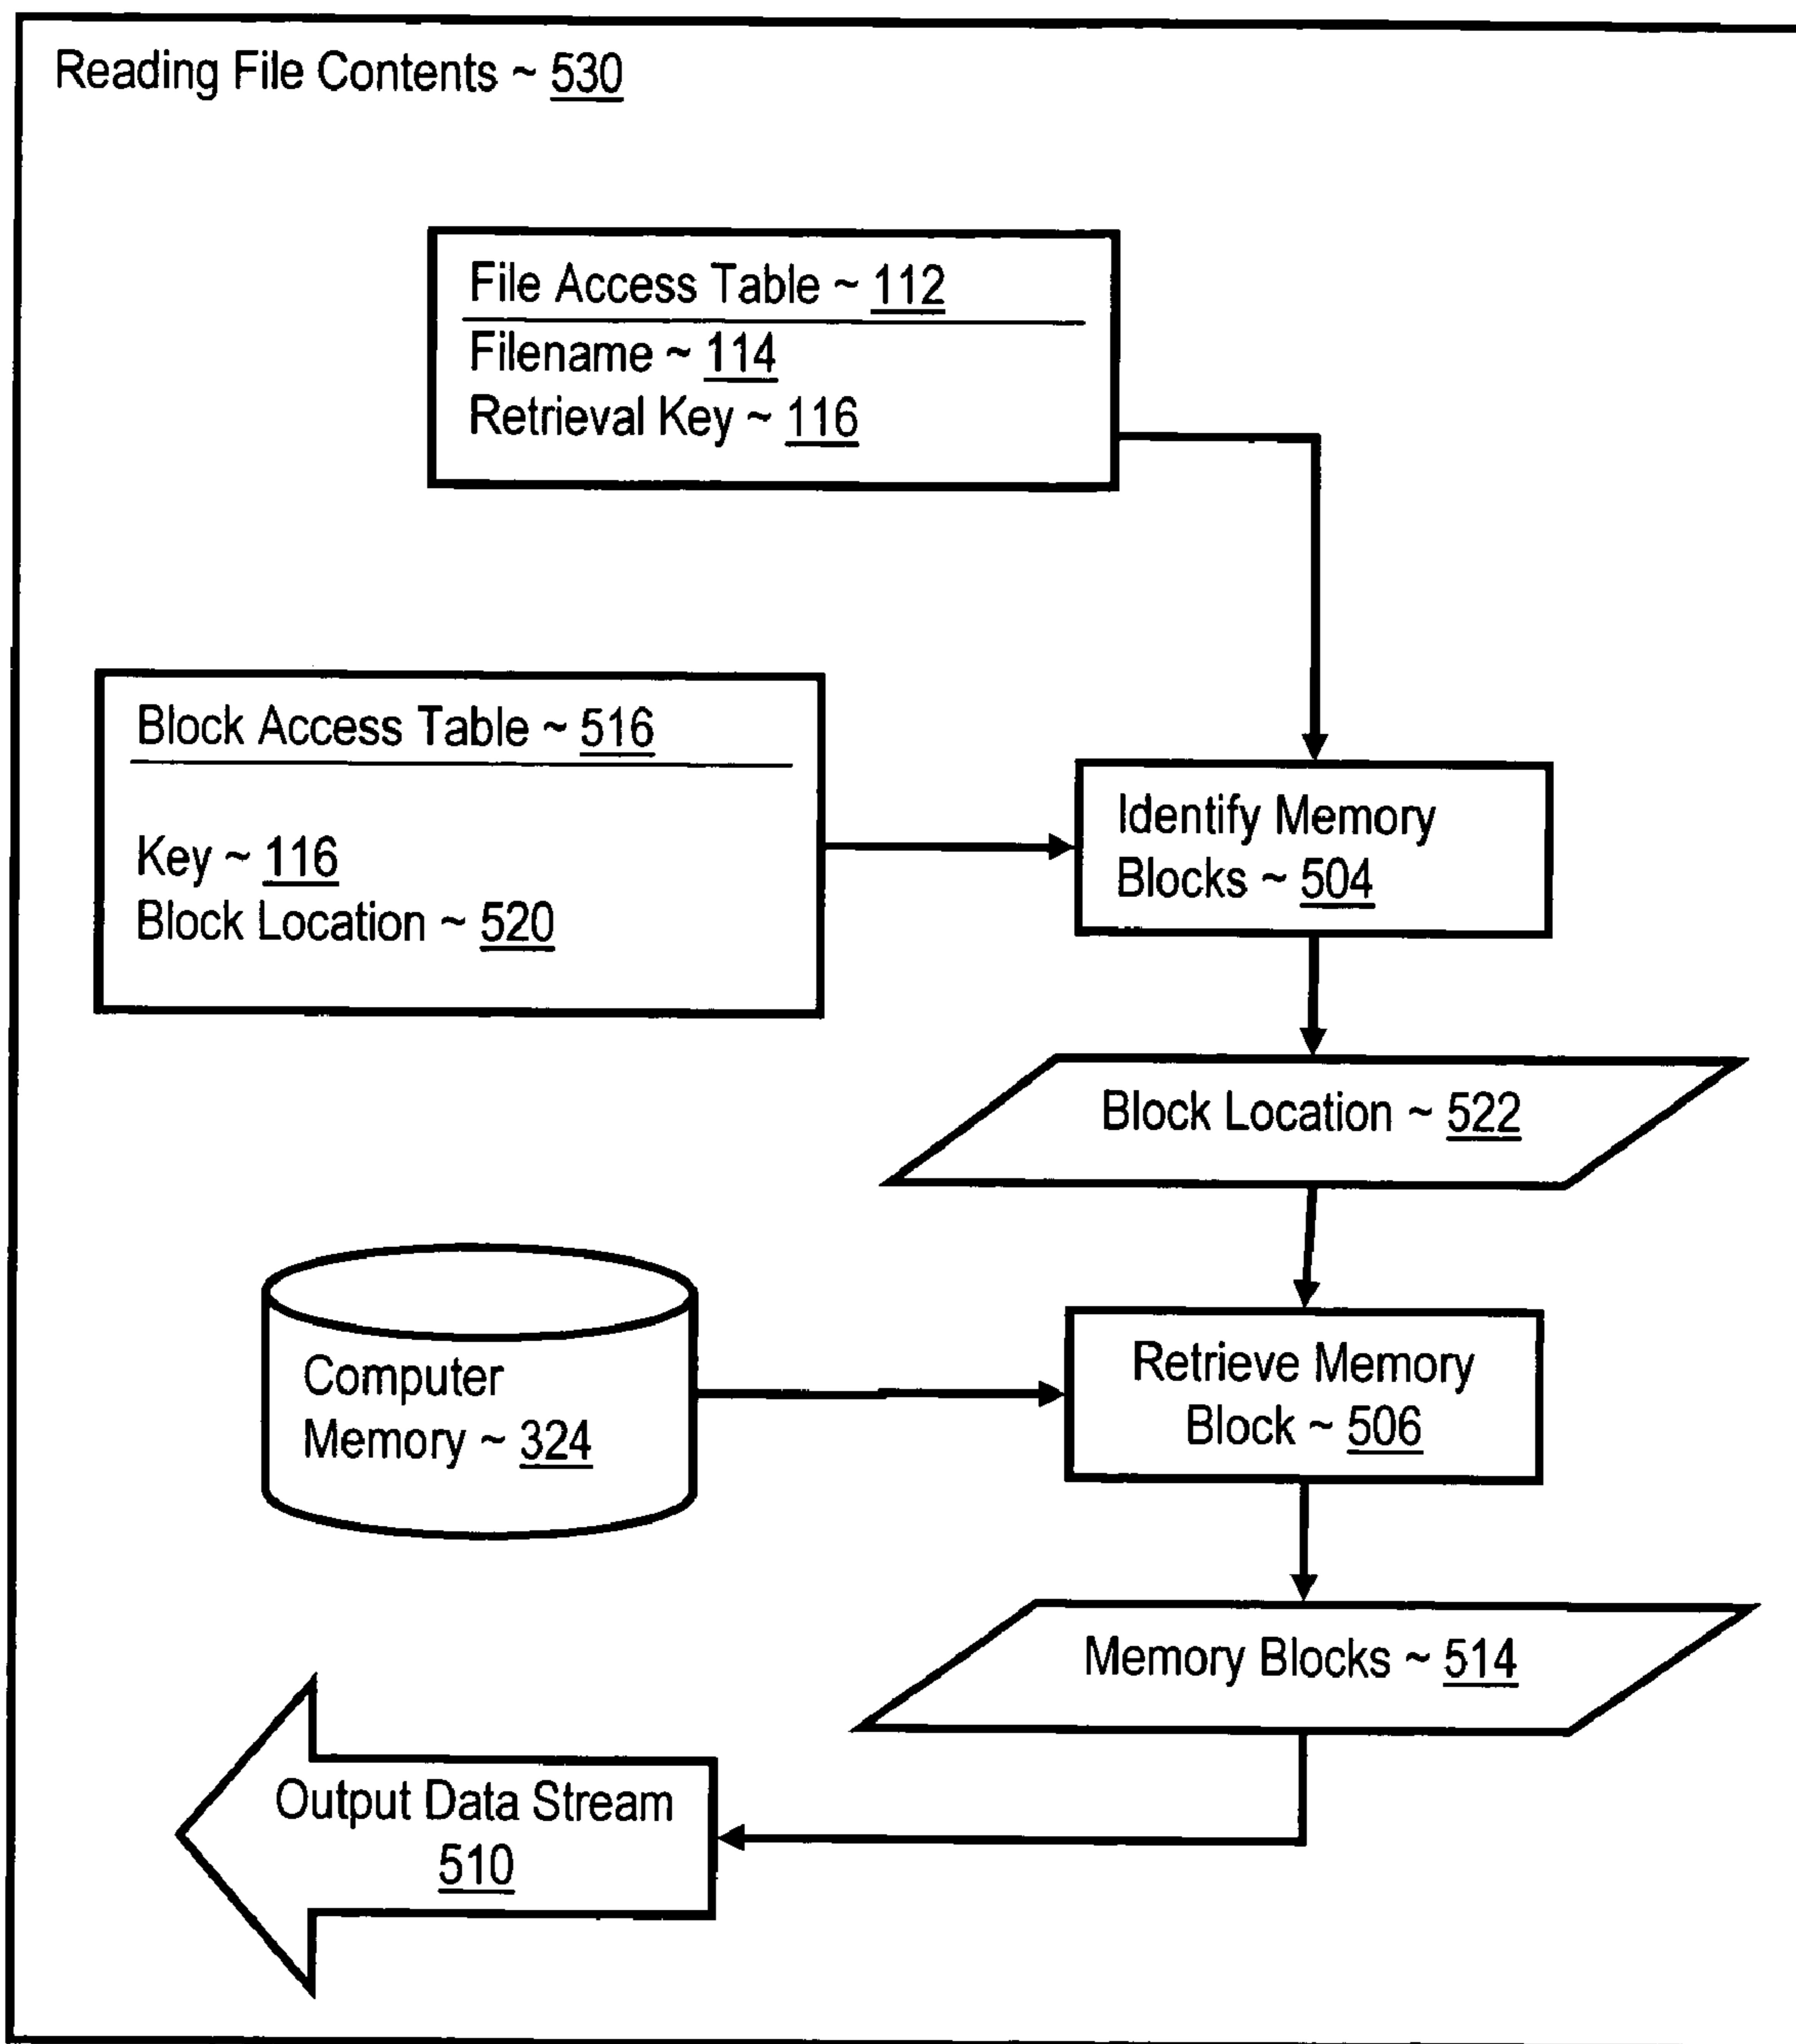 Reading File Contents ~ 530
File Access Table ~ 112
Filename ~ 114
Retrieval Key ~ 116
Block Access Table ~ 516
Key ~ 116
Block Location ~ 520
Identify Memory
Blocks ~ 504
Block Location ~ 522
Computer
Memory ~ 324
Retrieve Memory
Block ~ 506
Memory Blocks ~ 514
Output Data Stream
510